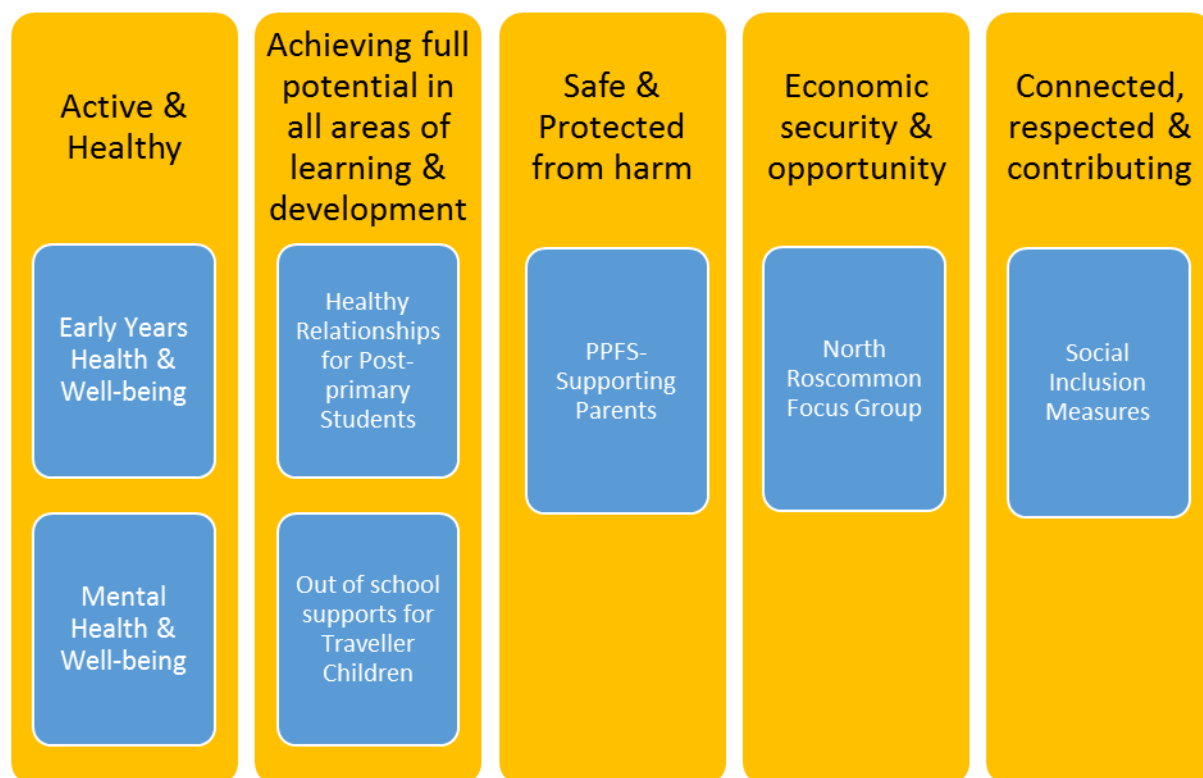 Active &
Healthy
Early Years
Health &
Well-being
Mental
Health &
Well-being
Achieving full
potential in
all areas of
learning &
development
Healthy
Relationships
for Post-
primary
Students
Out of school
supports for
Traveller
Children
Safe &
Protected
from harm
PPFS-
Supporting
Parents
Economic
security &
opportunity
North
Roscommon
Focus Group
Connected,
respected &
contributing
Social
Inclusion
Measures